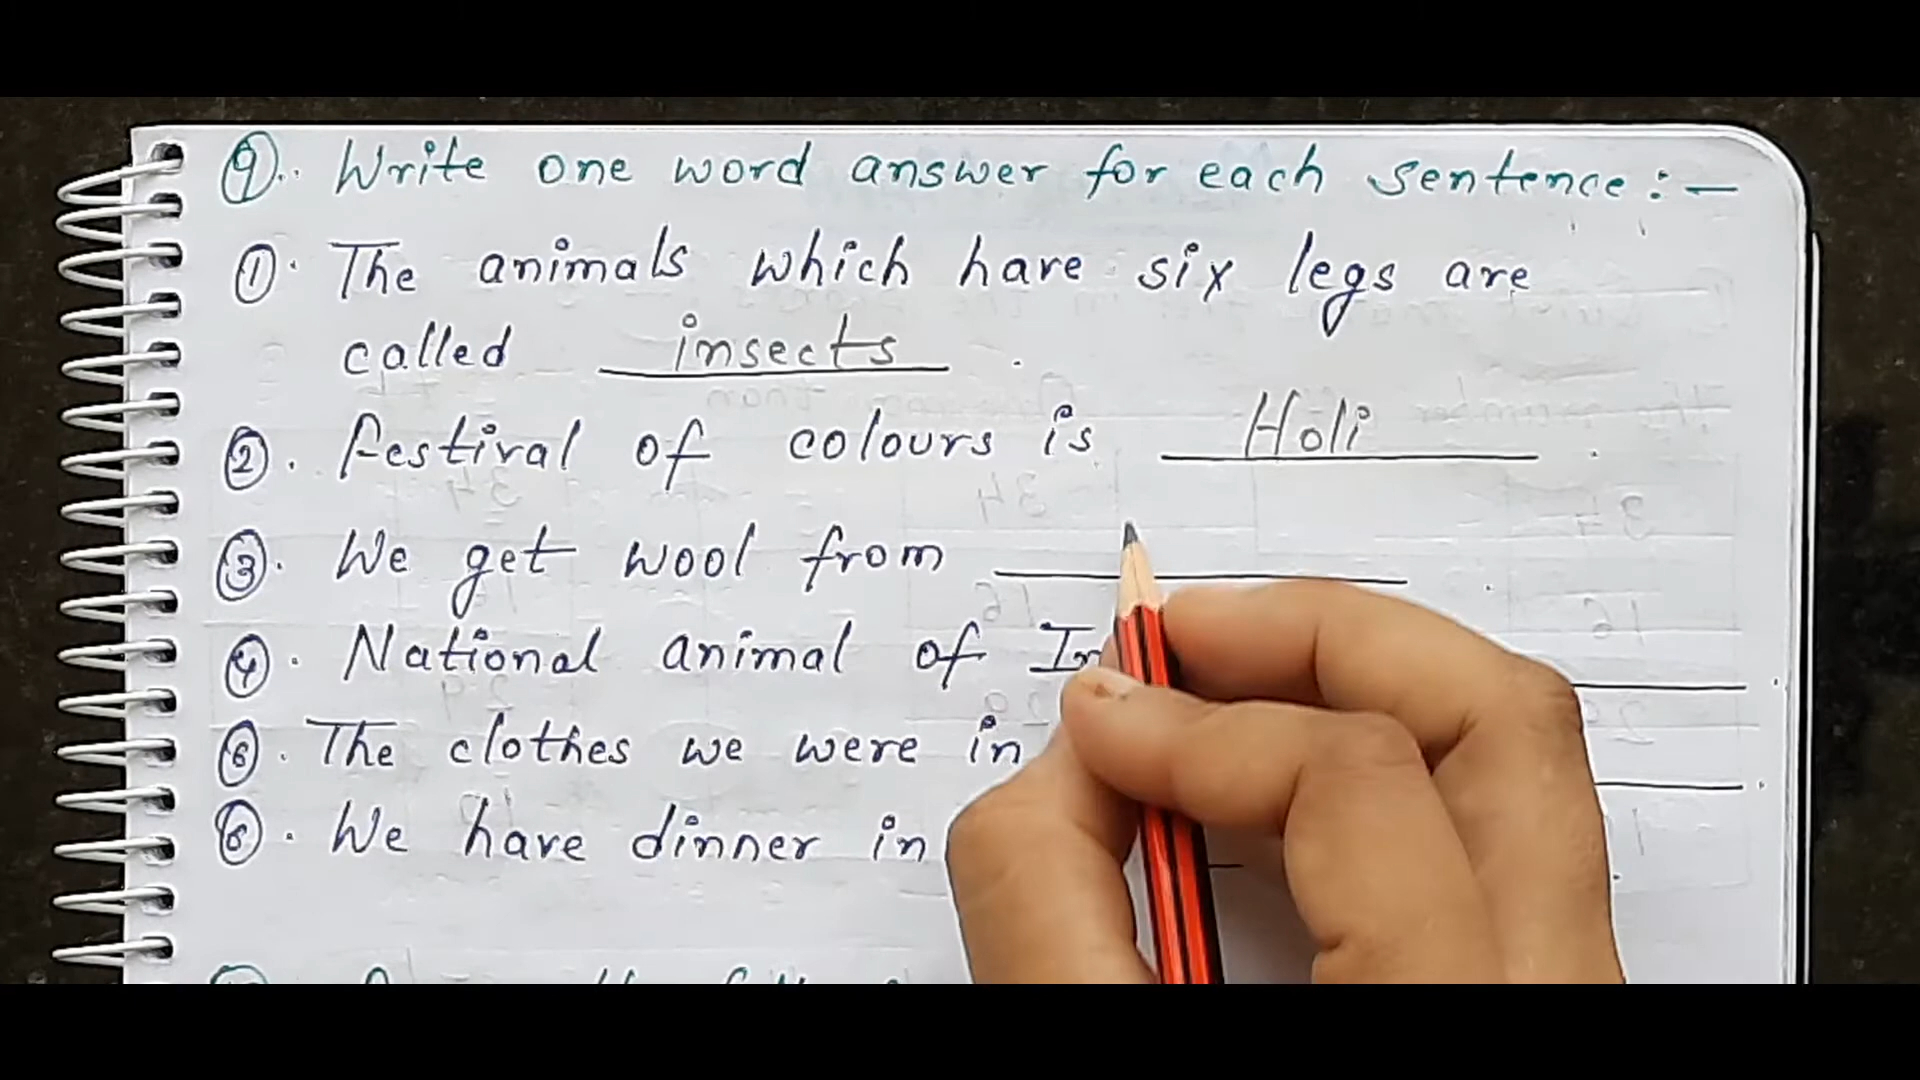 9. Write one word answer for each sentence :-
1. The animals which have six legs are
called insects .
2. Festival of colours is Holi .
3. We get wool from .
4. National animal of .
5. The clothes we were in .
6. We have dinner in .